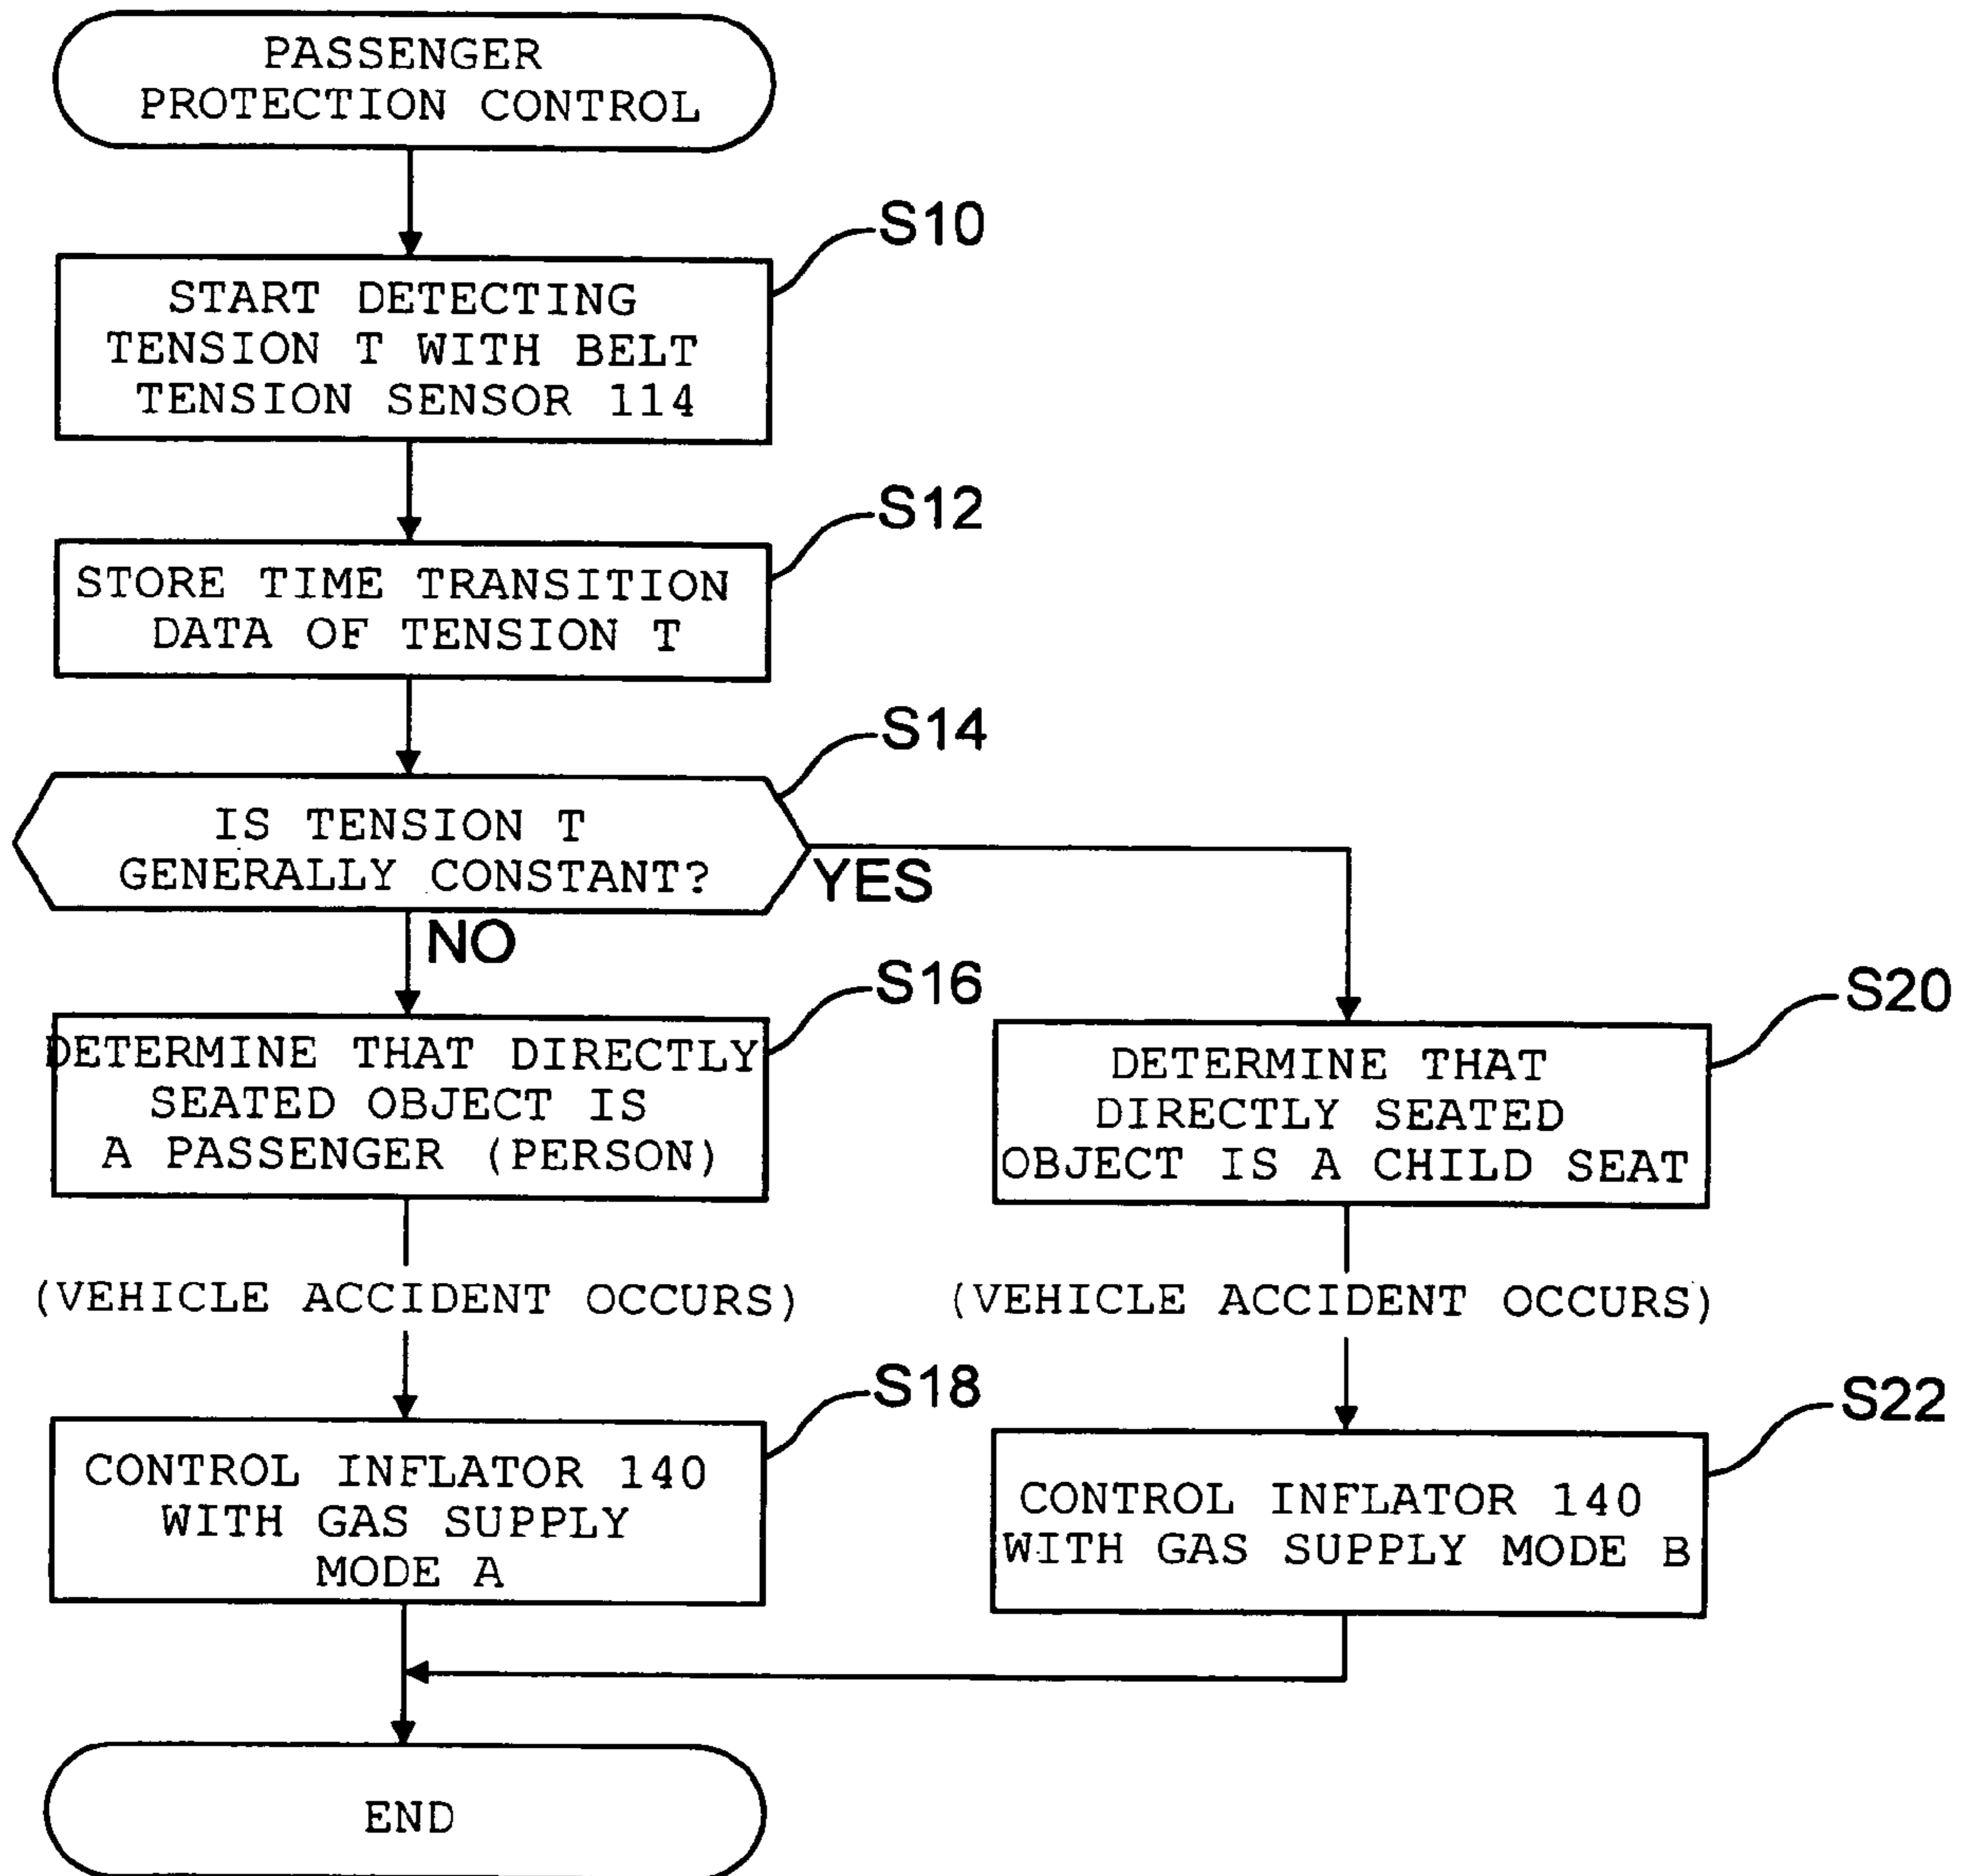 PASSENGER
PROTECTION CONTROL
S10
START DETECTING
TENSION T WITH BELT
TENSION SENSOR 114
S12
STORE TIME TRANSITION
DATA OF TENSION T
S14
IS TENSION T
GENERALLY CONSTANT?
YES
NO
S16
DETERMINE THAT DIRECTLY
SEATED OBJECT IS
A PASSENGER (PERSON)
S20
DETERMINE THAT
DIRECTLY SEATED
OBJECT IS A CHILD SEAT
(VEHICLE ACCIDENT OCCURS)
(VEHICLE ACCIDENT OCCURS)
S18
CONTROL INFLATOR 140
WITH GAS SUPPLY
MODE A
S22
CONTROL INFLATOR 140
WITH GAS SUPPLY MODE B
END